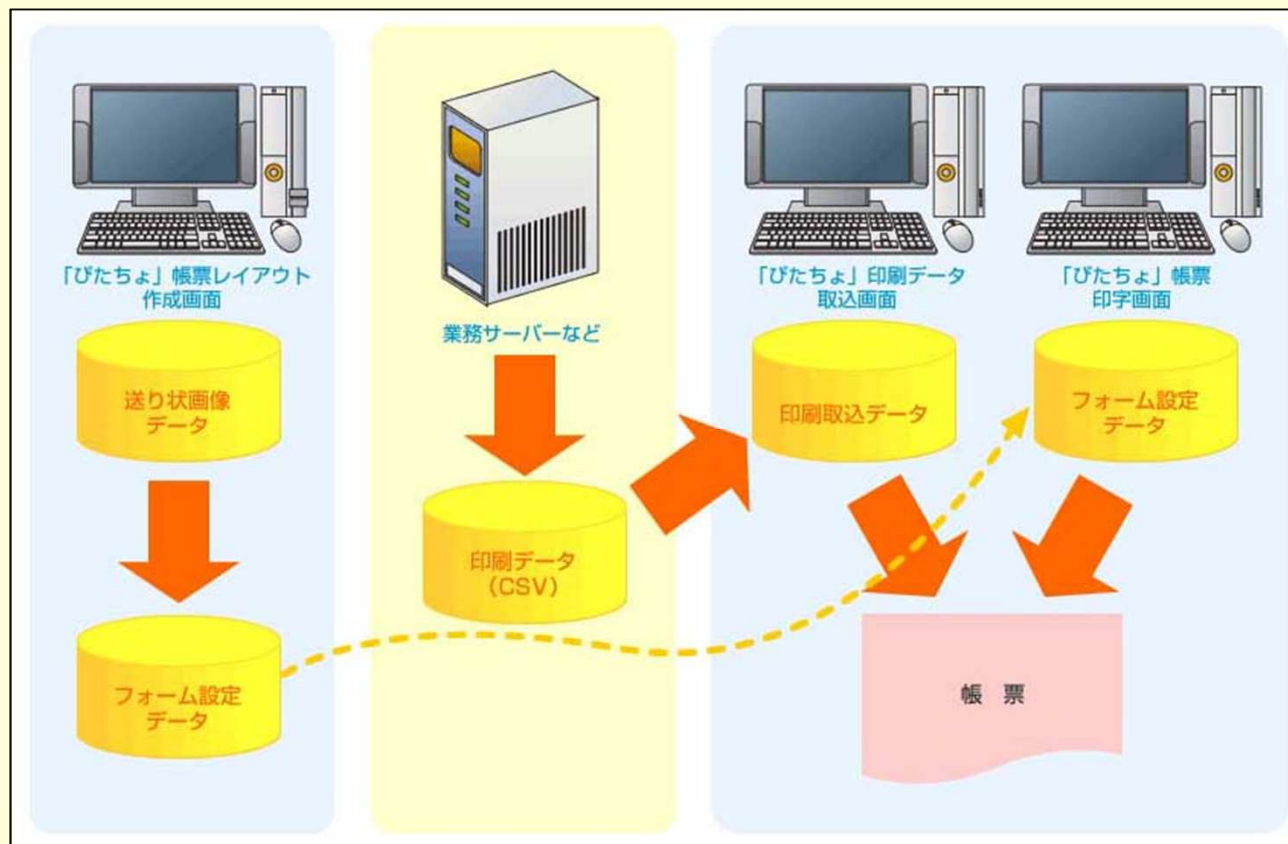 「ぴたちょ」帳票レイアウト
作成画面
送り状画像
データ
フォーム設定
データ
業務サーバーなど
印刷データ
（CSV）
「ぴたちょ」印刷データ
取込画面
「ぴたちょ」帳票
印字画面
印刷取込データ
フォーム設定
データ
帳　票